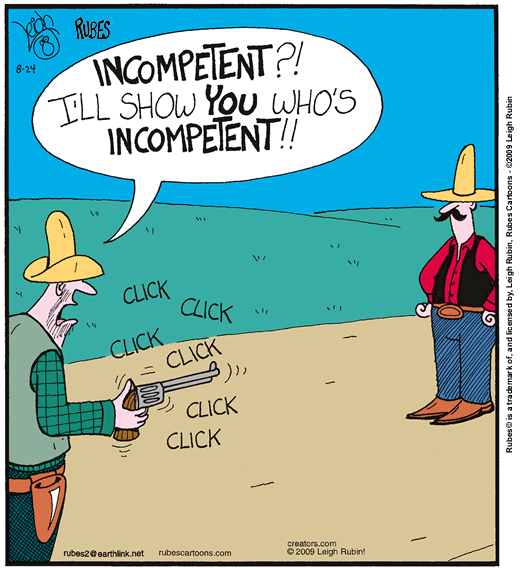 Leigh
RUBES
8-24
INCOMPETENT?!
I'LL SHOW YOU WHO'S
INCOMPETENT!!
CLICK
CLICK
CLICK
CLICK
CLICK
CLICK
rubes2@earthlink.net
rubescartoons.com
creators.com
© 2009 Leigh Rubin!
Rubes© is a trademark of, and licensed by, Leigh Rubin, Rubes Cartoons - ©2009 Leigh Rubin